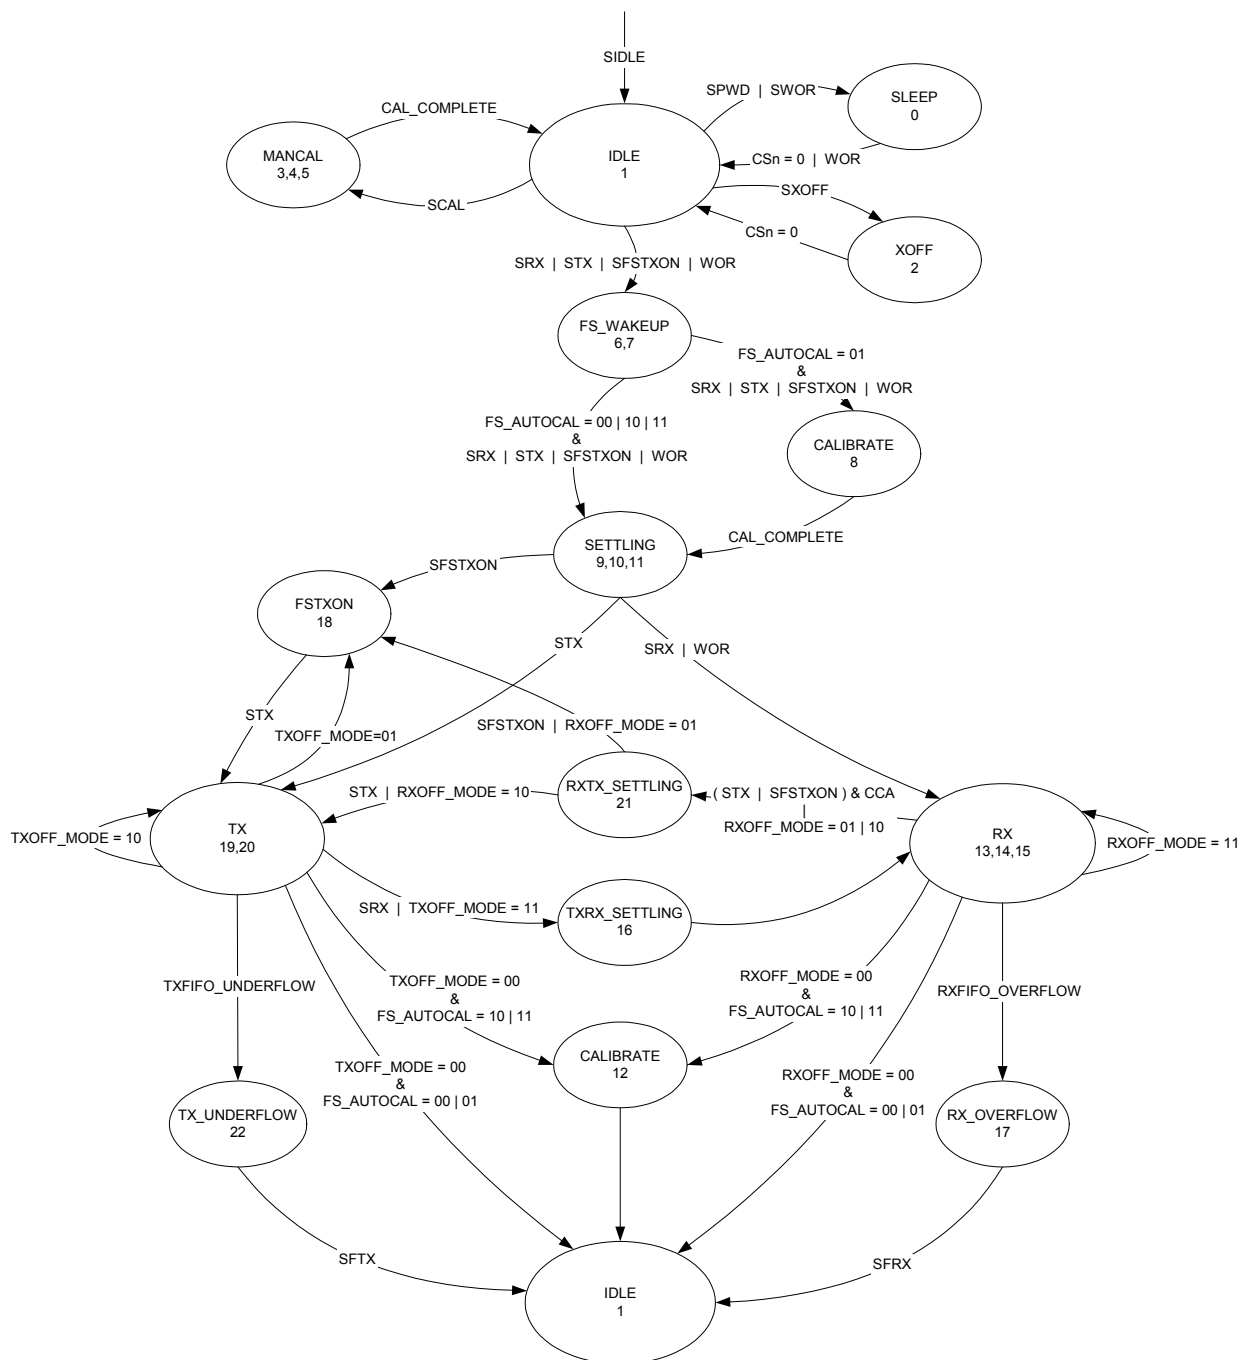 SIDLE
SPWD | SWOR
SLEEP
0
CAL_COMPLETE
MANCAL
3,4,5
IDLE
1
CSn = 0 | WOR
SCAL
SXOFF
CSn = 0
XOFF
2
SRX | STX | SFSTXON | WOR
FS_WAKEUP
6,7
FS_AUTOCAL = 01
&
SRX | STX | SFSTXON | WOR
FS_AUTOCAL = 00 | 10 | 11
&
SRX | STX | SFSTXON | WOR
CALIBRATE
8
CAL_COMPLETE
SETTLING
9,10,11
SFSTXON
FSTXON
18
STX
SRX | WOR
STX
TXOFF_MODE=01
SFSTXON | RXOFF_MODE = 01
STX | RXOFF_MODE = 10
RXTX_SETTLING
21
( STX | SFSTXON ) & CCA
|
RXOFF_MODE = 01 | 10
TXOFF_MODE = 10
TX
19,20
RX
13,14,15
RXOFF_MODE = 11
SRX | TXOFF_MODE = 11
TXRX_SETTLING
16
TXFIFO_UNDERFLOW
TXOFF_MODE = 00
&
FS_AUTOCAL = 10 | 11
RXOFF_MODE = 00
&
FS_AUTOCAL = 10 | 11
RXFIFO_OVERFLOW
CALIBRATE
12
TXOFF_MODE = 00
&
FS_AUTOCAL = 00 | 01
RXOFF_MODE = 00
&
FS_AUTOCAL = 00 | 01
TX_UNDERFLOW
22
RX_OVERFLOW
17
SFTX
SFRX
IDLE
1